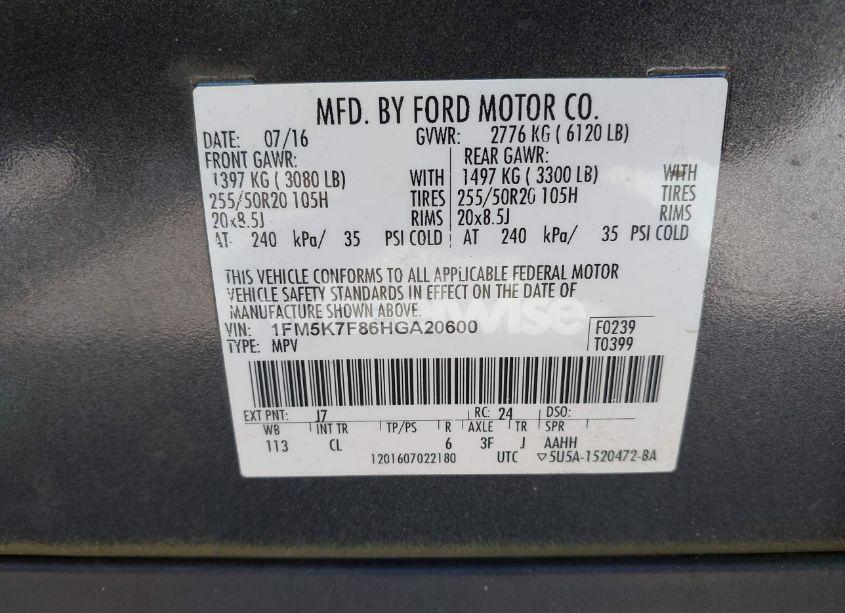 MFD. BY FORD MOTOR CO.
DATE: 07/16 GVWR: 2776 KG ( 6120 LB)
FRONT GAWR: REAR GAWR:
1397 KG ( 3080 LB) WITH 1497 KG ( 3300 LB) WITH
255/50R20 105H TIRES 255/50R20 105H TIRES
20x8.5J RIMS 20x8.5J RIMS
AT 240 kPa/ 35 PSI COLD AT 240 kPa/ 35 PSI COLD
THIS VEHICLE CONFORMS TO ALL APPLICABLE FEDERAL MOTOR
VEHICLE SAFETY STANDARDS IN EFFECT ON THE DATE OF
MANUFACTURE SHOWN ABOVE.
VIN: 1FM5K7F86HGA20600 F0239
TYPE: MPV T0399
EXT PNT: J7 RC: 24 DSO:
WB INT TR TP/PS R AXLE TR SPR
113 CL 6 3F J AAHH
1201607022180 UTC ▽5U5A-1520472-BA